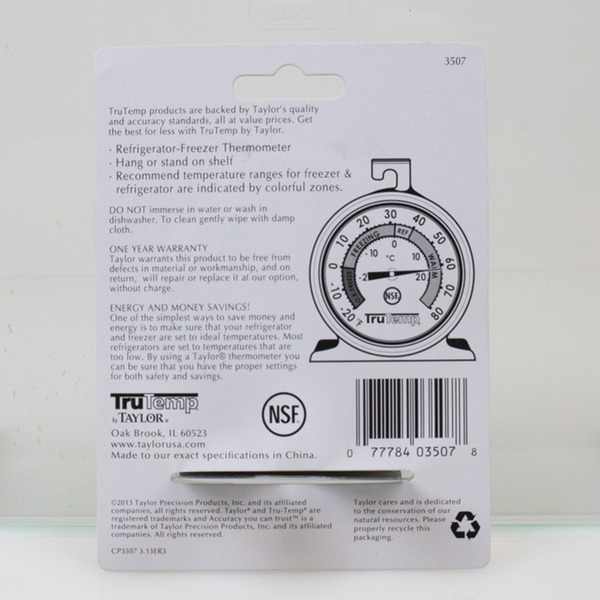 3507
TruTemp products are backed by Taylor's quality
and accuracy standards, all at value prices. Get
the best for less with TruTemp by Taylor.
· Refrigerator-Freezer Thermometer
· Hang or stand on shelf
· Recommend temperature ranges for freezer &
refrigerator are indicated by colorful zones.
DO NOT immerse in water or wash in
dishwasher. To clean gently wipe with damp
cloth.
ONE YEAR WARRANTY
Taylor warrants this product to be free from
defects in material or workmanship, and on
return, will repair or replace it at our option,
without charge.
ENERGY AND MONEY SAVINGS!
One of the simplest ways to save money and
energy is to make sure that your refrigerator
and freezer are set to ideal temperatures. Most
refrigerators are set to temperatures that are
too low. By using a Taylor® thermometer you
can be sure that you have the proper settings
for both safety and savings.
-20 -10 0 10 20 30 40 50 60 70 80
°F
FREEZING REF WARM
-10 0 10 20
°C
NSF
TruTemp
TruTemp
by TAYLOR®
NSF
Oak Brook, IL 60523
www.taylorusa.com
Made to our exact specifications in China.
0 77784 03507 8
©2013 Taylor Precision Products, Inc. and its affiliated
companies, all rights reserved. Taylor® and Tru-Temp® are
registered trademarks and Accuracy you can trust™ is a
trademark of Taylor Precision Products, Inc. and its affiliated
companies. All rights reserved.
CP3507 3.13ER3
Taylor cares and is dedicated
to the conservation of our
natural resources. Please
properly recycle this
packaging.